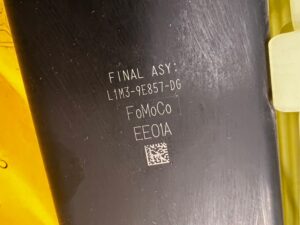 FINAL ASY:
L1M3-9E857-DG
FoMoCo
EE01A